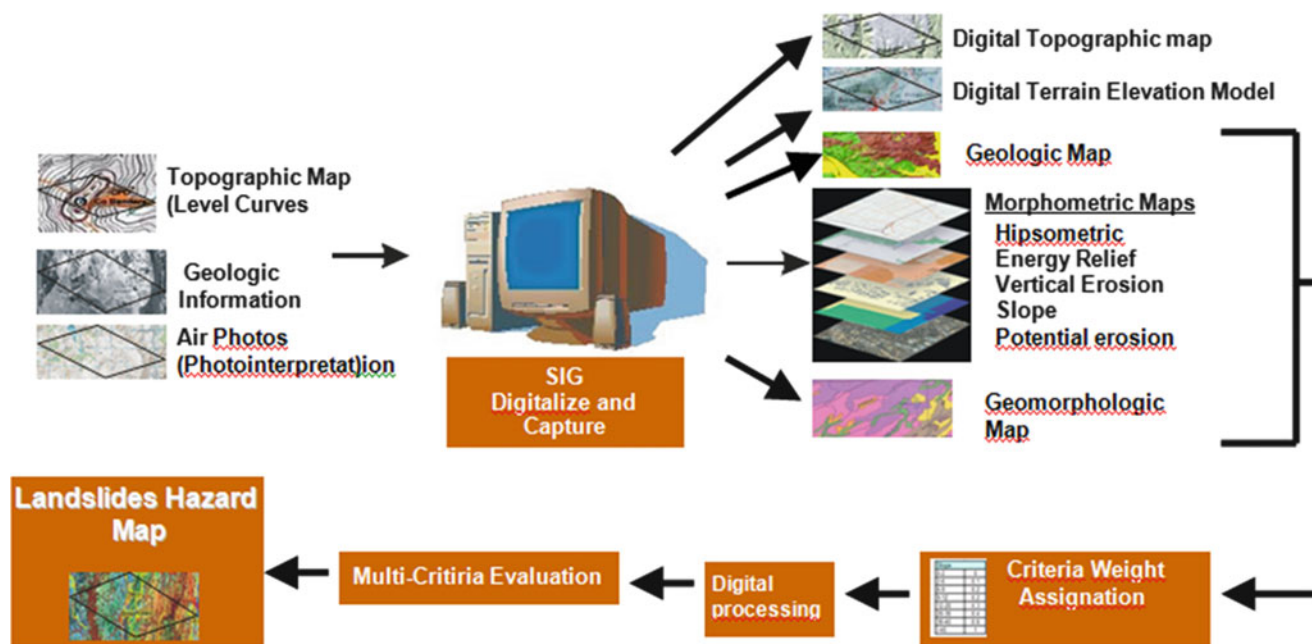 Topographic Map
(Level Curves
Geologic
Information
Air Photos
(Photointerpretat)ion
SIG
Digitalize and
Capture
Digital Topographic map
Digital Terrain Elevation Model
Geologic Map
Morphometric Maps
Hipsometric
Energy Relief
Vertical Erosion
Slope
Potential erosion
Geomorphologic
Map
Landslides Hazard
Map
Multi-Critiria Evaluation
Digital
processing
Criteria Weight
Assignation